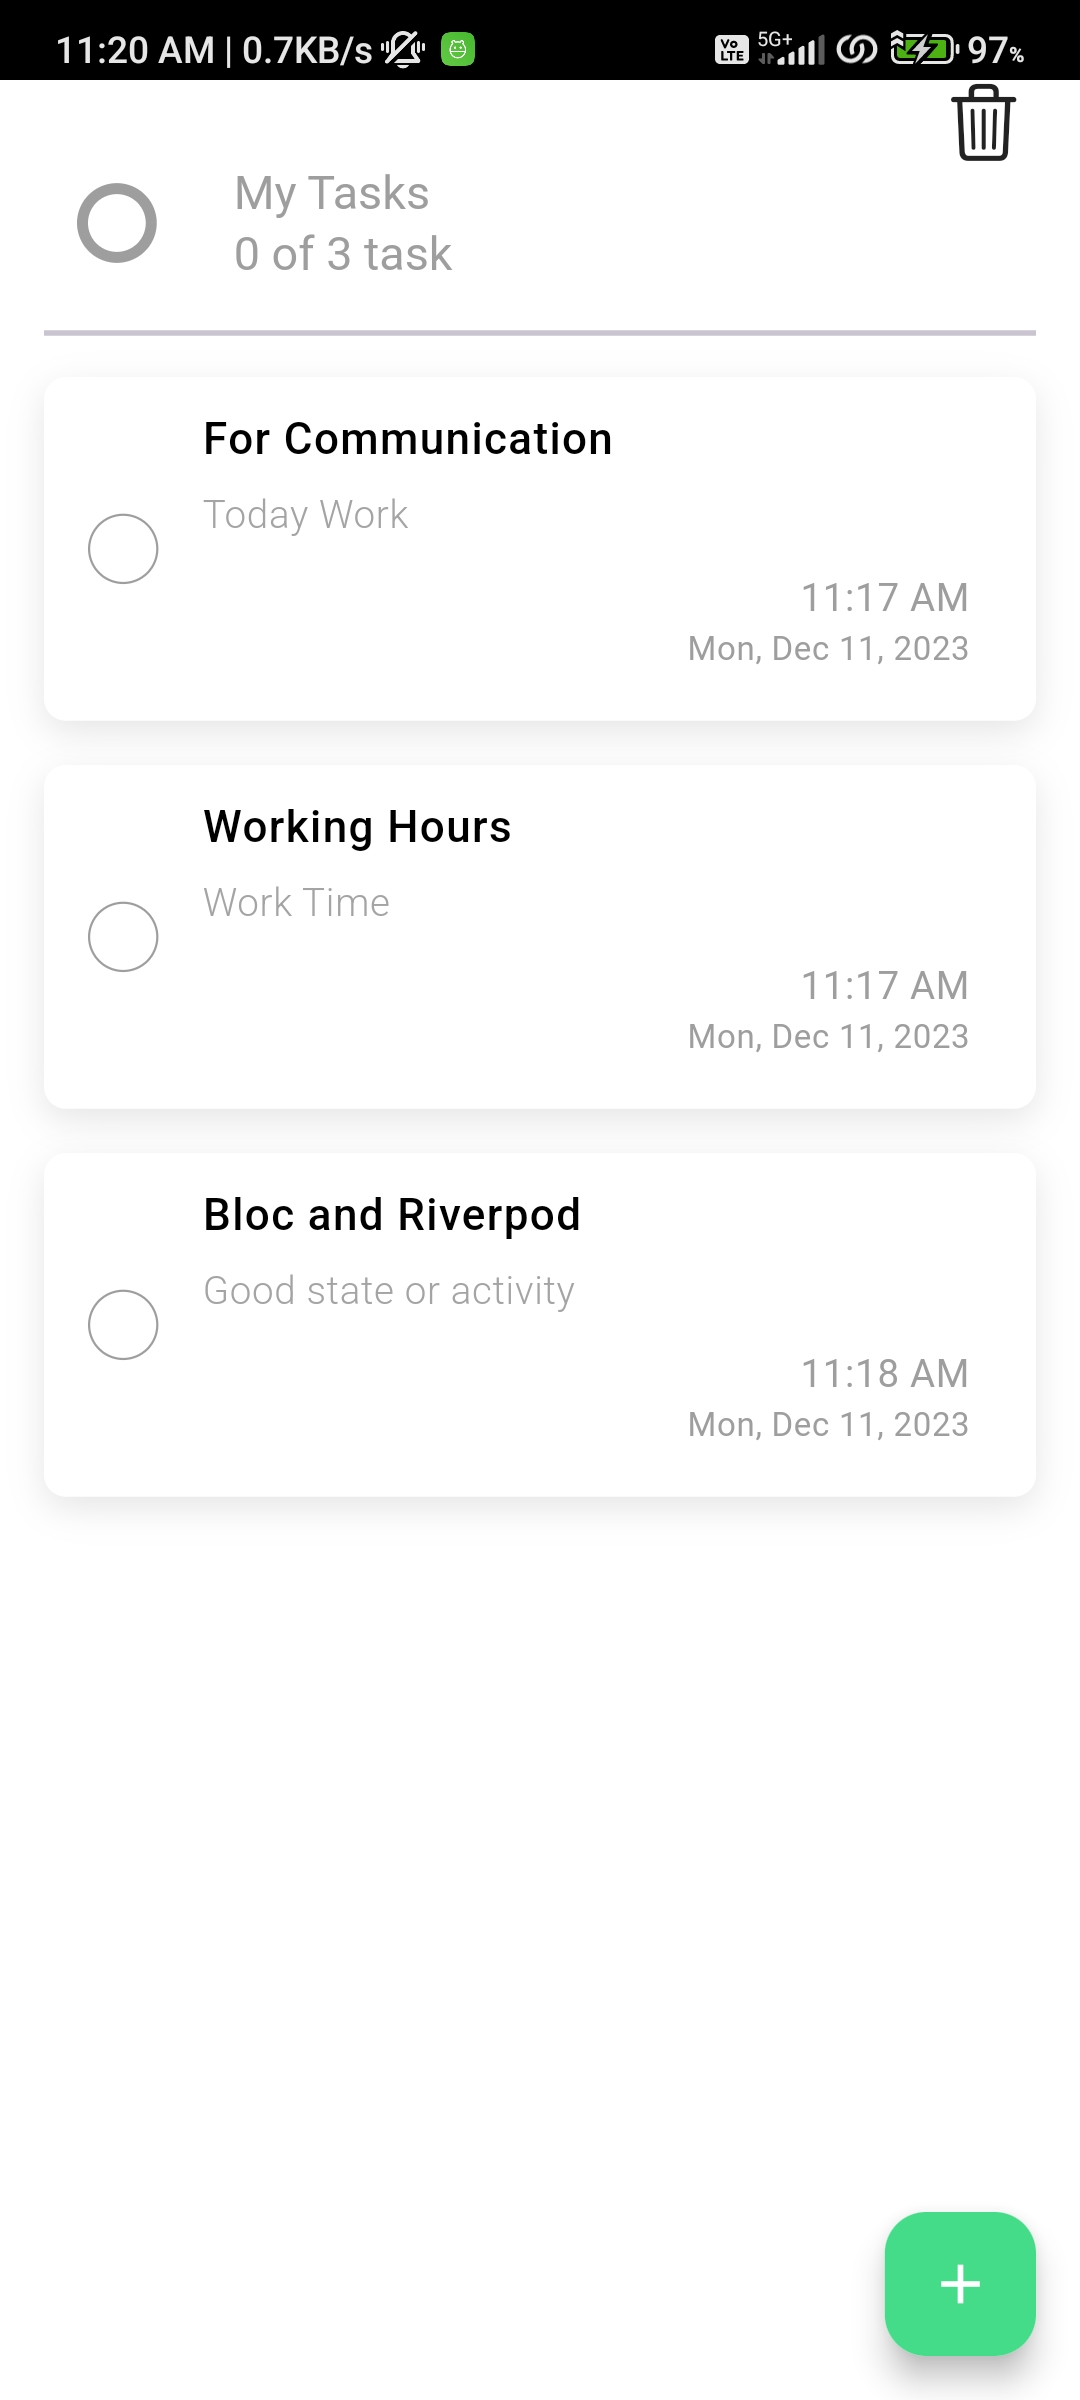 11:20 AM | 0.7KB/s Vo LTE 5G+ 97%
My Tasks
0 of 3 task
For Communication
Today Work
11:17 AM
Mon, Dec 11, 2023
Working Hours
Work Time
11:17 AM
Mon, Dec 11, 2023
Bloc and Riverpod
Good state or activity
11:18 AM
Mon, Dec 11, 2023